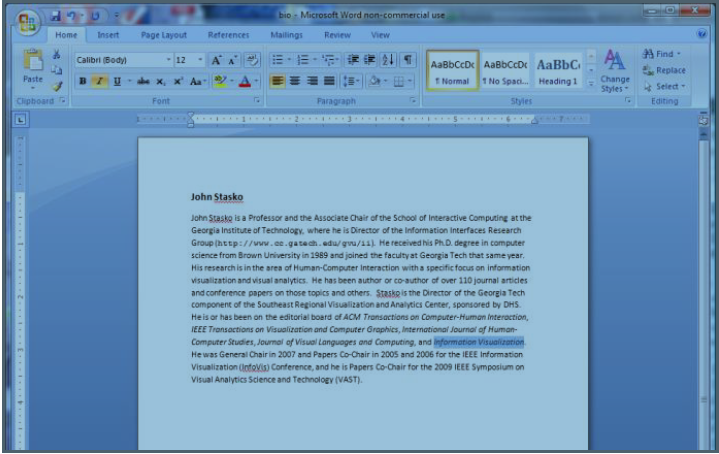 bio - Microsoft Word non-commercial use
Home Insert Page Layout References Mailings Review View
Calibri (Body) 12 A A Aa
Paste B I U abc x₂ x² Aa A
AaBbCcDc AaBbCcDc AaBbC
¶ Normal ¶ No Spaci... Heading 1
Change Styles
Find
Replace
Select
Clipboard Font Paragraph Styles Editing
1 2 3 4 5 6 7
John Stasko
John Stasko is a Professor and the Associate Chair of the School of Interactive Computing at the
Georgia Institute of Technology, where he is Director of the Information Interfaces Research
Group (http://www.cc.gatech.edu/gvu/ii). He received his Ph.D. degree in computer
science from Brown University in 1989 and joined the faculty at Georgia Tech that same year.
His research is in the area of Human-Computer Interaction with a specific focus on information
visualization and visual analytics. He has been author or co-author of over 110 journal articles
and conference papers on those topics and others. Stasko is the Director of the Georgia Tech
component of the Southeast Regional Visualization and Analytics Center, sponsored by DHS.
He is or has been on the editorial board of ACM Transactions on Computer-Human Interaction,
IEEE Transactions on Visualization and Computer Graphics, International Journal of Human-
Computer Studies, Journal of Visual Languages and Computing, and Information Visualization.
He was General Chair in 2007 and Papers Co-Chair in 2005 and 2006 for the IEEE Information
Visualization (InfoVis) Conference, and he is Papers Co-Chair for the 2009 IEEE Symposium on
Visual Analytics Science and Technology (VAST).